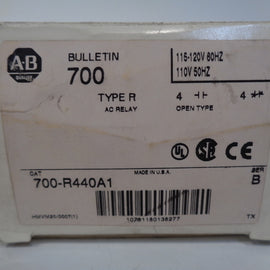 A-B
BULLETIN
700
TYPE R
AC RELAY
115-120V 60HZ
110V 50HZ
4 4
OPEN TYPE
UL
CAT
700-R440A1
MADE IN U.S.A.
SER
B
TX